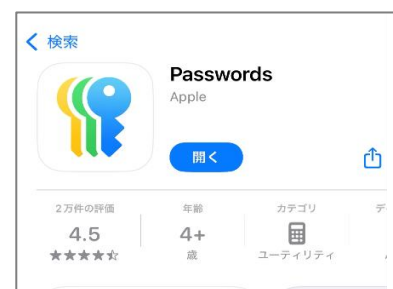 検索
Passwords
Apple
開く
2万件の評価
4.5
年齢
4+
歳
カテゴリ
ユーティリティ